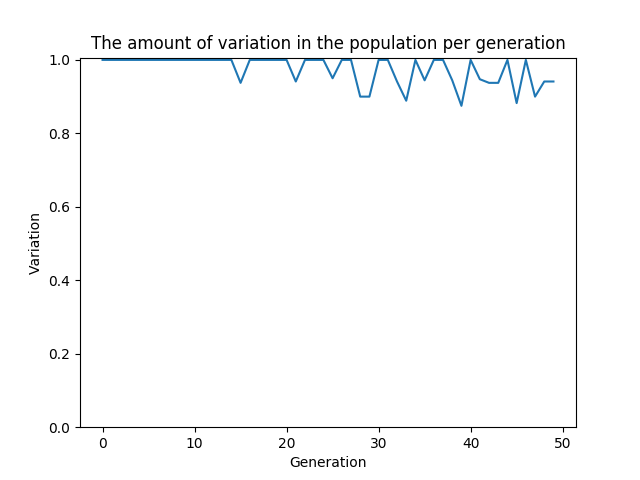 The amount of variation in the population per generation
1.0
0.8
0.6
0.4
0.2
0.0
Variation
0 10 20 30 40 50
Generation